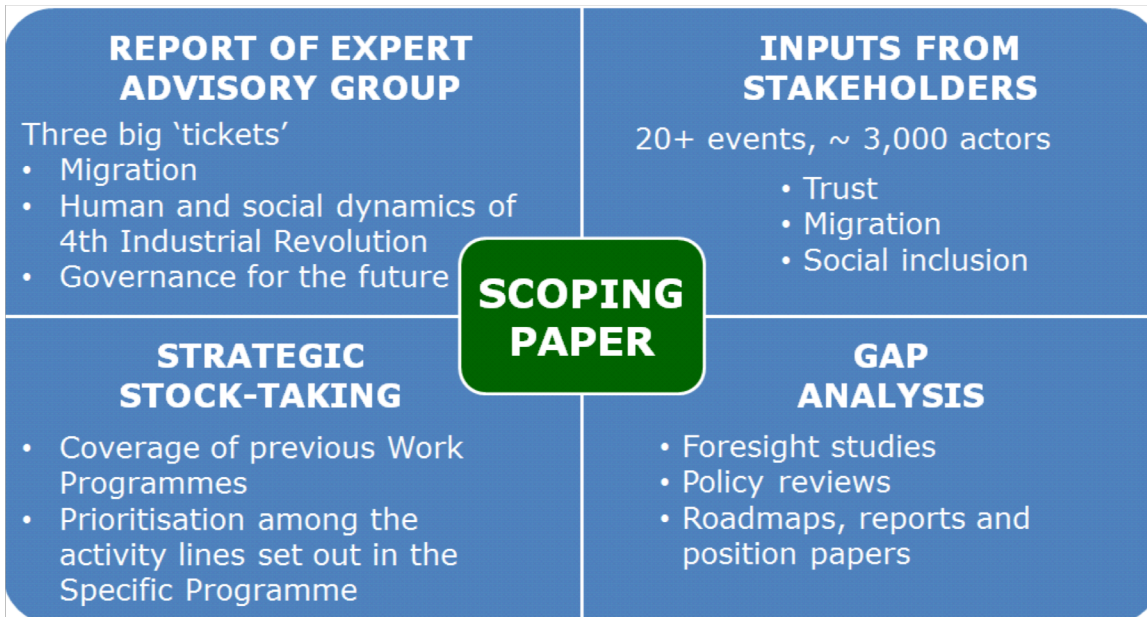 REPORT OF EXPERT
ADVISORY GROUP
Three big ‘tickets’
• Migration
• Human and social dynamics of
4th Industrial Revolution
• Governance for the future
INPUTS FROM
STAKEHOLDERS
20+ events, ~ 3,000 actors
• Trust
• Migration
• Social inclusion
SCOPING
PAPER
STRATEGIC
STOCK-TAKING
• Coverage of previous Work
Programmes
• Prioritisation among the
activity lines set out in the
Specific Programme
GAP
ANALYSIS
• Foresight studies
• Policy reviews
• Roadmaps, reports and
position papers